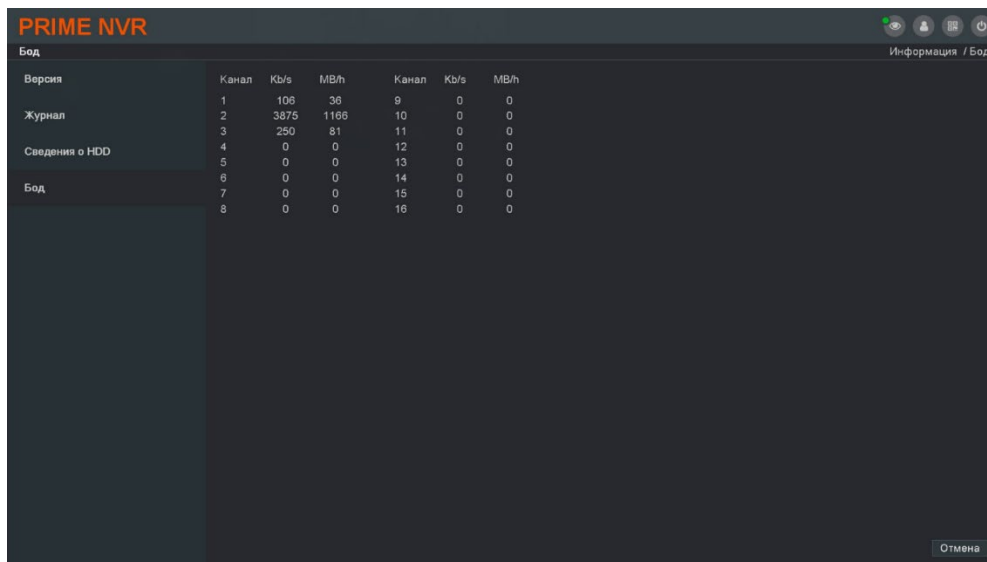 PRIME NVR
Бод
Информация / Бод
Версия
Журнал
Сведения о HDD
Бод
Канал Kb/s MB/h Канал Kb/s MB/h
1 106 36 9 0 0
2 3875 1166 10 0 0
3 250 81 11 0 0
4 0 0 12 0 0
5 0 0 13 0 0
6 0 0 14 0 0
7 0 0 15 0 0
8 0 0 16 0 0
Отмена